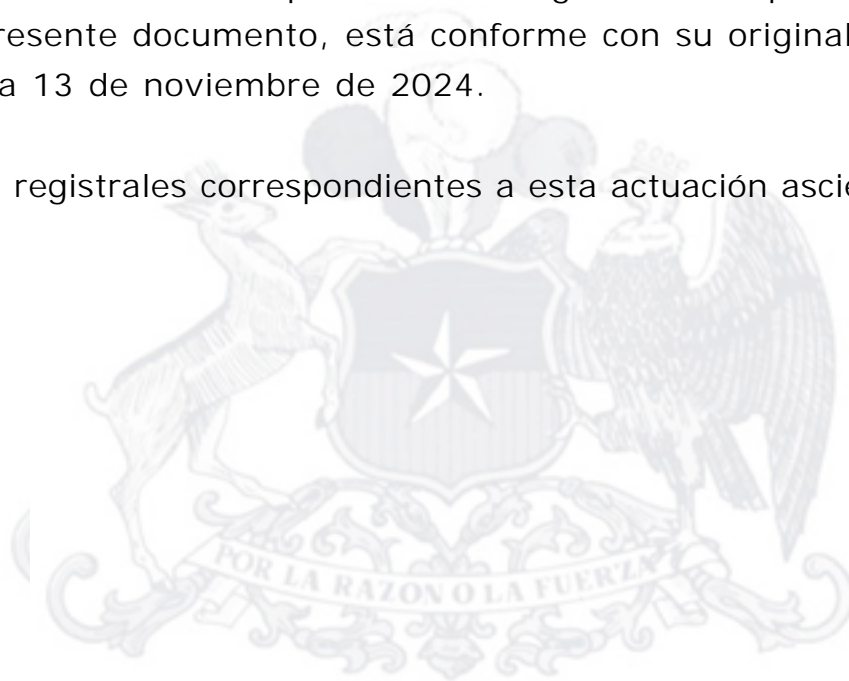 resente documento, está conforme con su original
a 13 de noviembre de 2024.
registrales correspondientes a esta actuación ascie
POR LA RAZON O LA FUERZA